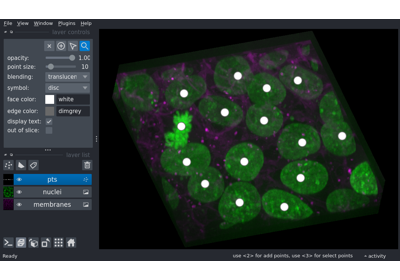 File View Window Plugins Help
layer controls
opacity: 1.00
point size: 10
blending: translucen
symbol: disc
face color: white
edge color: dimgrey
display text:
out of slice:
layer list
pts
nuclei
membranes
Ready use <2> for add points, use <3> for select points activity